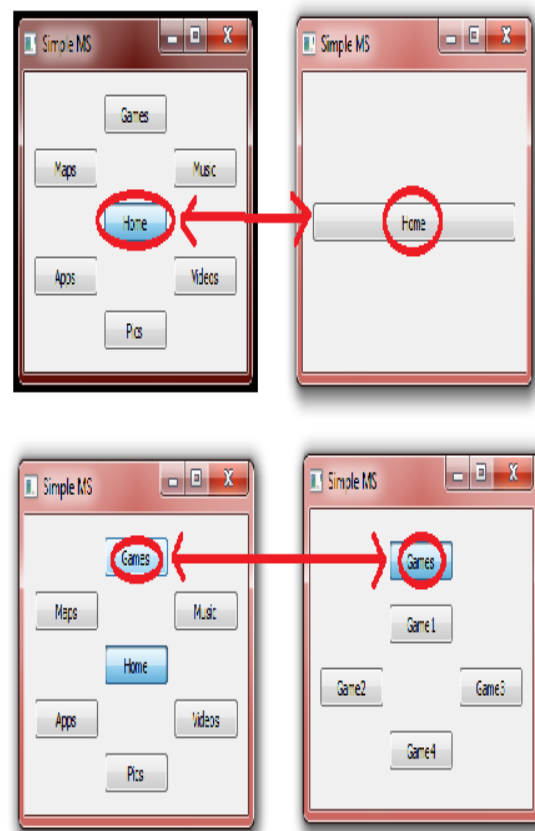 Simple MS
Games
Maps Music
Home
Apps Videos
Pics
Simple MS
Home
Simple MS
Games
Maps Music
Home
Apps Videos
Pics
Simple MS
Games
Game1
Game2 Game3
Game4